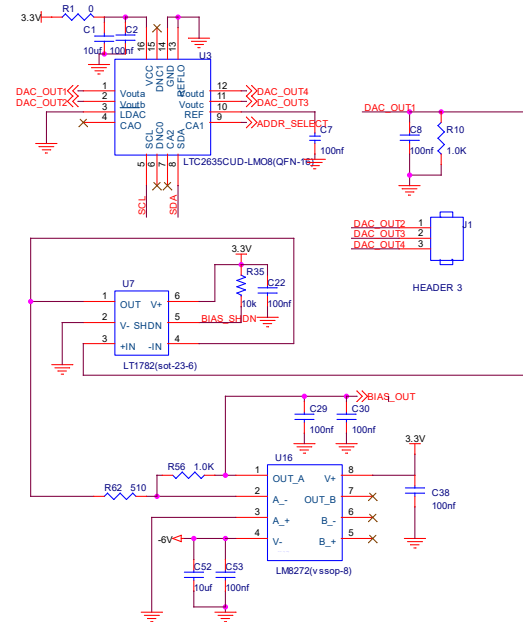 3.3V
R1 0
C1
10uf
C2
100nf
16
15
14
13
U3
VCC
DNC1
GND
REFLO
DAC_OUT1
DAC_OUT2
1
2
3
4
Vouta
Voutb
LDAC
CAO
Voutd
Voutc
REF
CA1
12
11
10
9
DAC_OUT4
DAC_OUT3
ADDR_SELECT
SCL
DNC0
CA2
SDA
5
6
7
8
LTC2635CUD-LMO8(QFN-16)
SCL
SDA
C7
100nf
DAC_OUT1
C8
100nf
R10
1.0K
DAC_OUT2
DAC_OUT3
DAC_OUT4
1
2
3
J1
HEADER 3
3.3V
R35
10k
C22
100nf
U7
1
2
3
OUT
V-
+IN
V+
SHDN
-IN
6
5
4
BIAS_SHDN
LT1782(sot-23-6)
BIAS_OUT
C29
100nf
C30
100nf
3.3V
C38
100nf
R56 1.0K
R62 510
U16
1
2
3
4
OUT_A
A_-
A_+
V-
V+
OUT_B
B_-
B_+
8
7
6
5
-6V
C52
10uf
C53
100nf
LM8272(vssop-8)